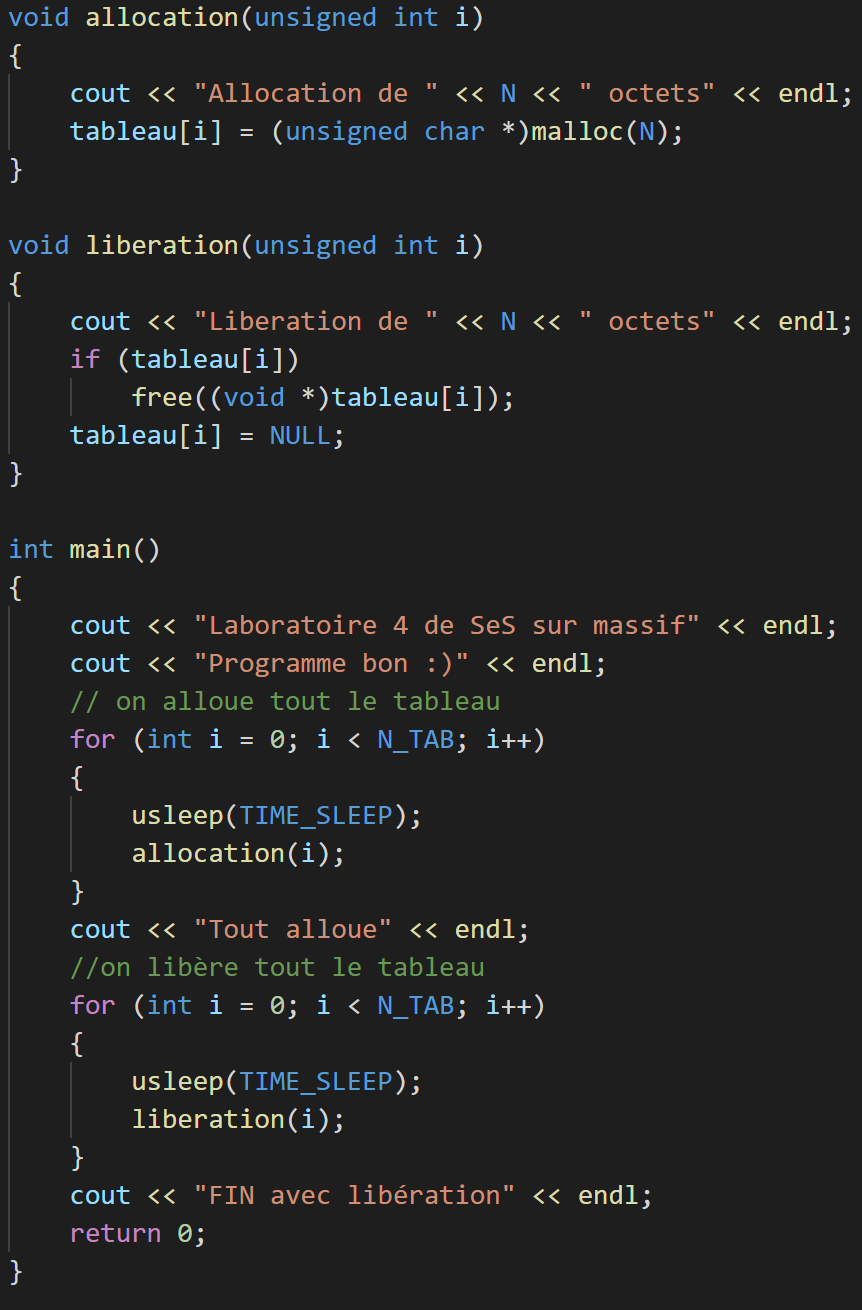 void allocation(unsigned int i)
{
    cout << "Allocation de " << N << " octets" << endl;
    tableau[i] = (unsigned char *)malloc(N);
}

void liberation(unsigned int i)
{
    cout << "Liberation de " << N << " octets" << endl;
    if (tableau[i])
        free((void *)tableau[i]);
    tableau[i] = NULL;
}

int main()
{
    cout << "Laboratoire 4 de SeS sur massif" << endl;
    cout << "Programme bon :)" << endl;
    // on alloue tout le tableau
    for (int i = 0; i < N_TAB; i++)
    {
        usleep(TIME_SLEEP);
        allocation(i);
    }
    cout << "Tout alloue" << endl;
    //on libère tout le tableau
    for (int i = 0; i < N_TAB; i++)
    {
        usleep(TIME_SLEEP);
        liberation(i);
    }
    cout << "FIN avec libération" << endl;
    return 0;
}